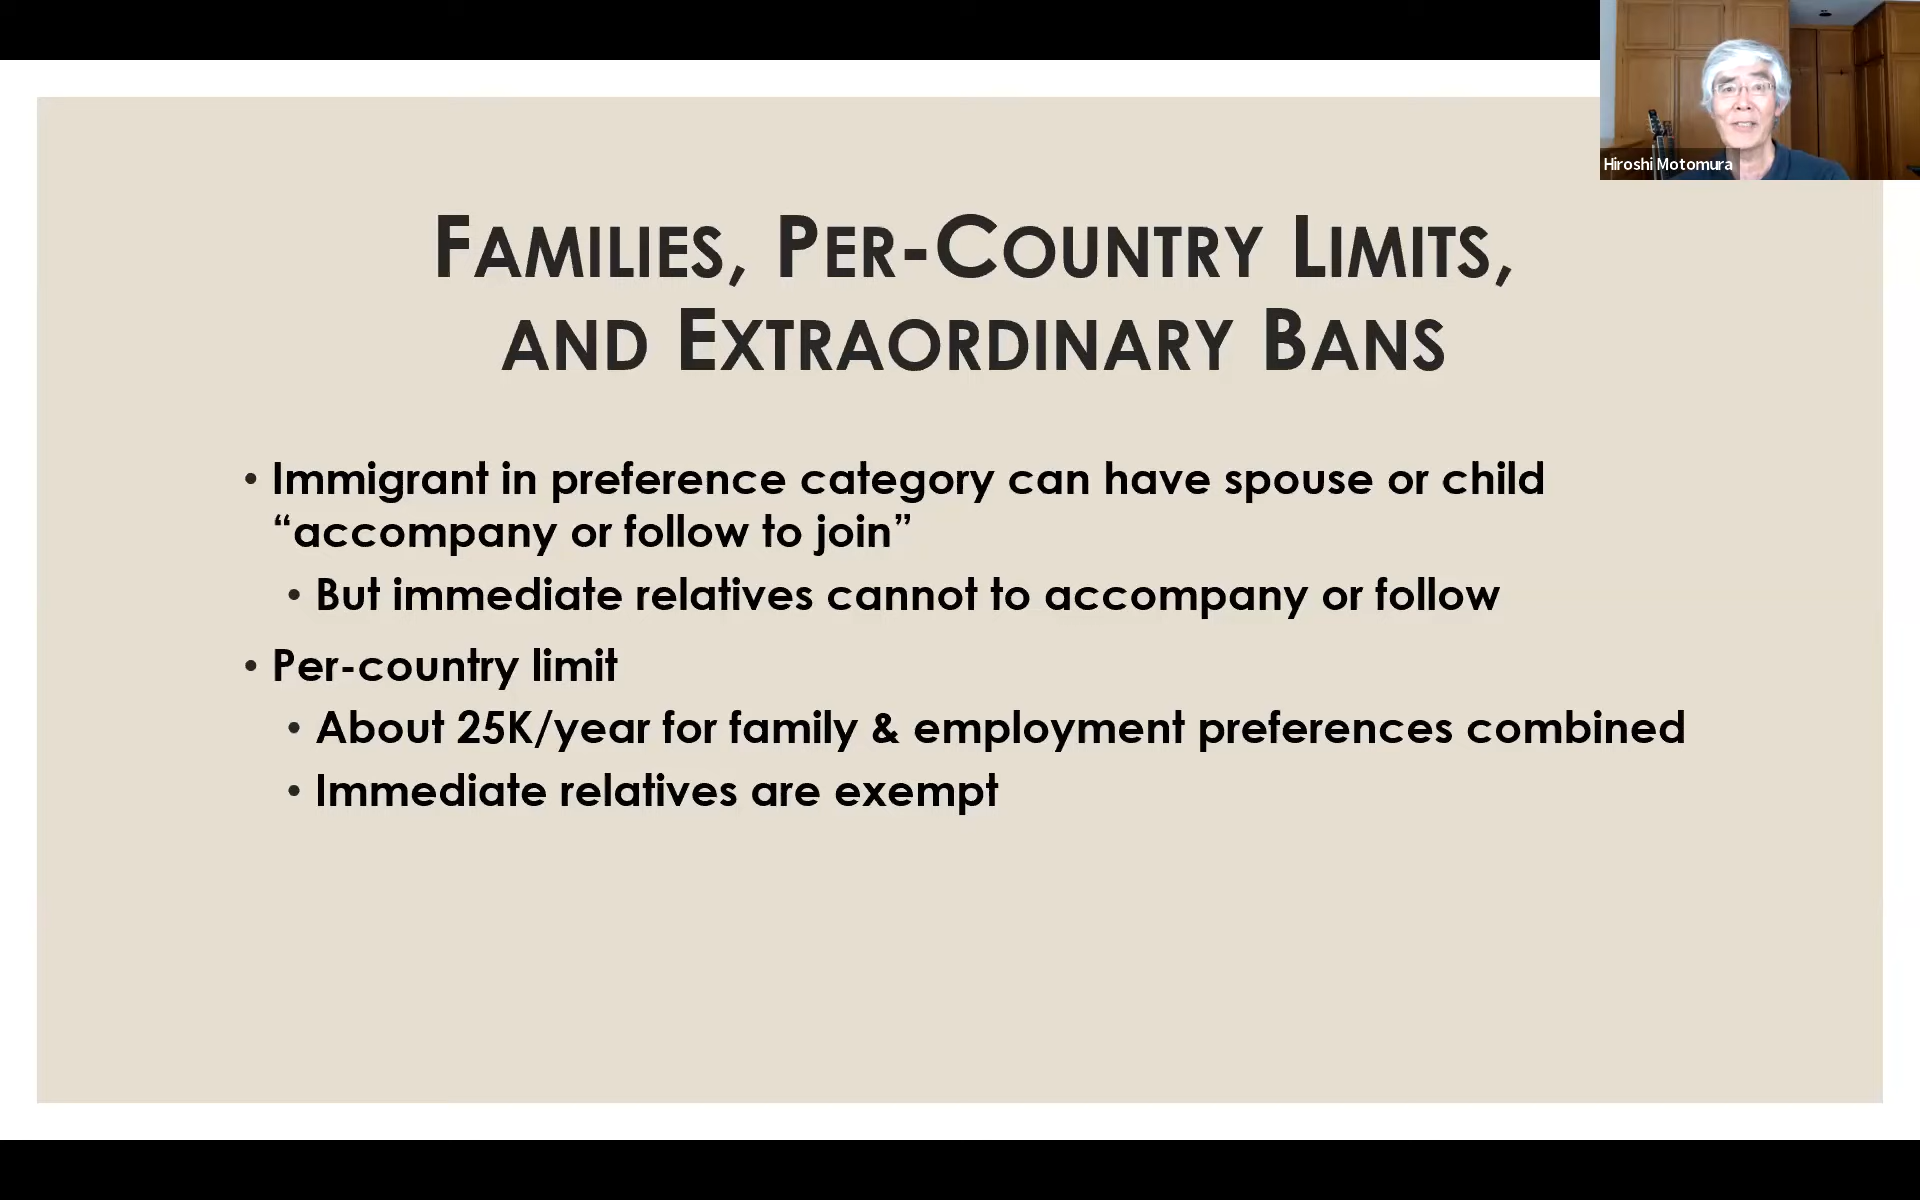 Hiroshi Motomura
Families, Per-Country Limits,
and Extraordinary Bans
• Immigrant in preference category can have spouse or child
“accompany or follow to join”
• But immediate relatives cannot to accompany or follow
• Per-country limit
• About 25K/year for family & employment preferences combined
• Immediate relatives are exempt